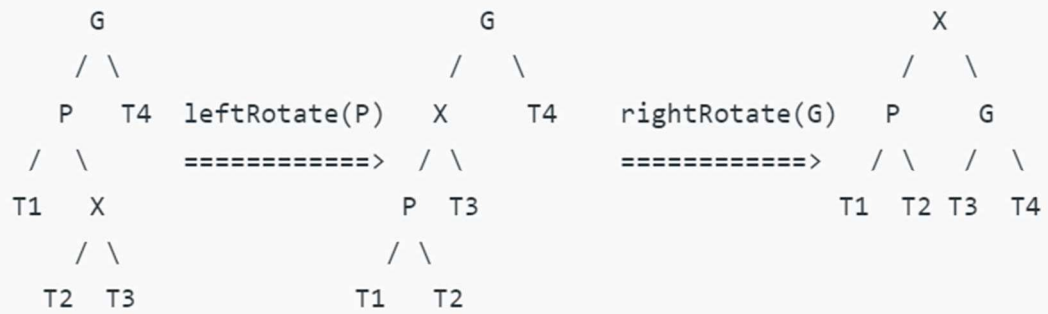 G G X
/ \ / \ / \
P T4 leftRotate(P) X T4 rightRotate(G) P G
/ \ ============> / \ ============> / \ / \
T1 X P T3 T1 T2 T3 T4
/ \ / \
T2 T3 T1 T2